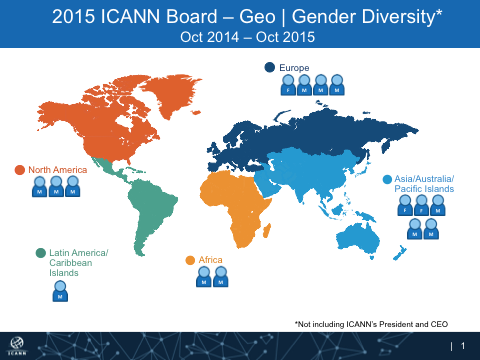 2015 ICANN Board – Geo | Gender Diversity*
Oct 2014 – Oct 2015
Europe
F M M M
North America
M M M
Asia/Australia/
Pacific Islands
F F M
M M
Latin America/
Caribbean
Islands
M
Africa
M M
*Not including ICANN's President and CEO
ICANN
| 1